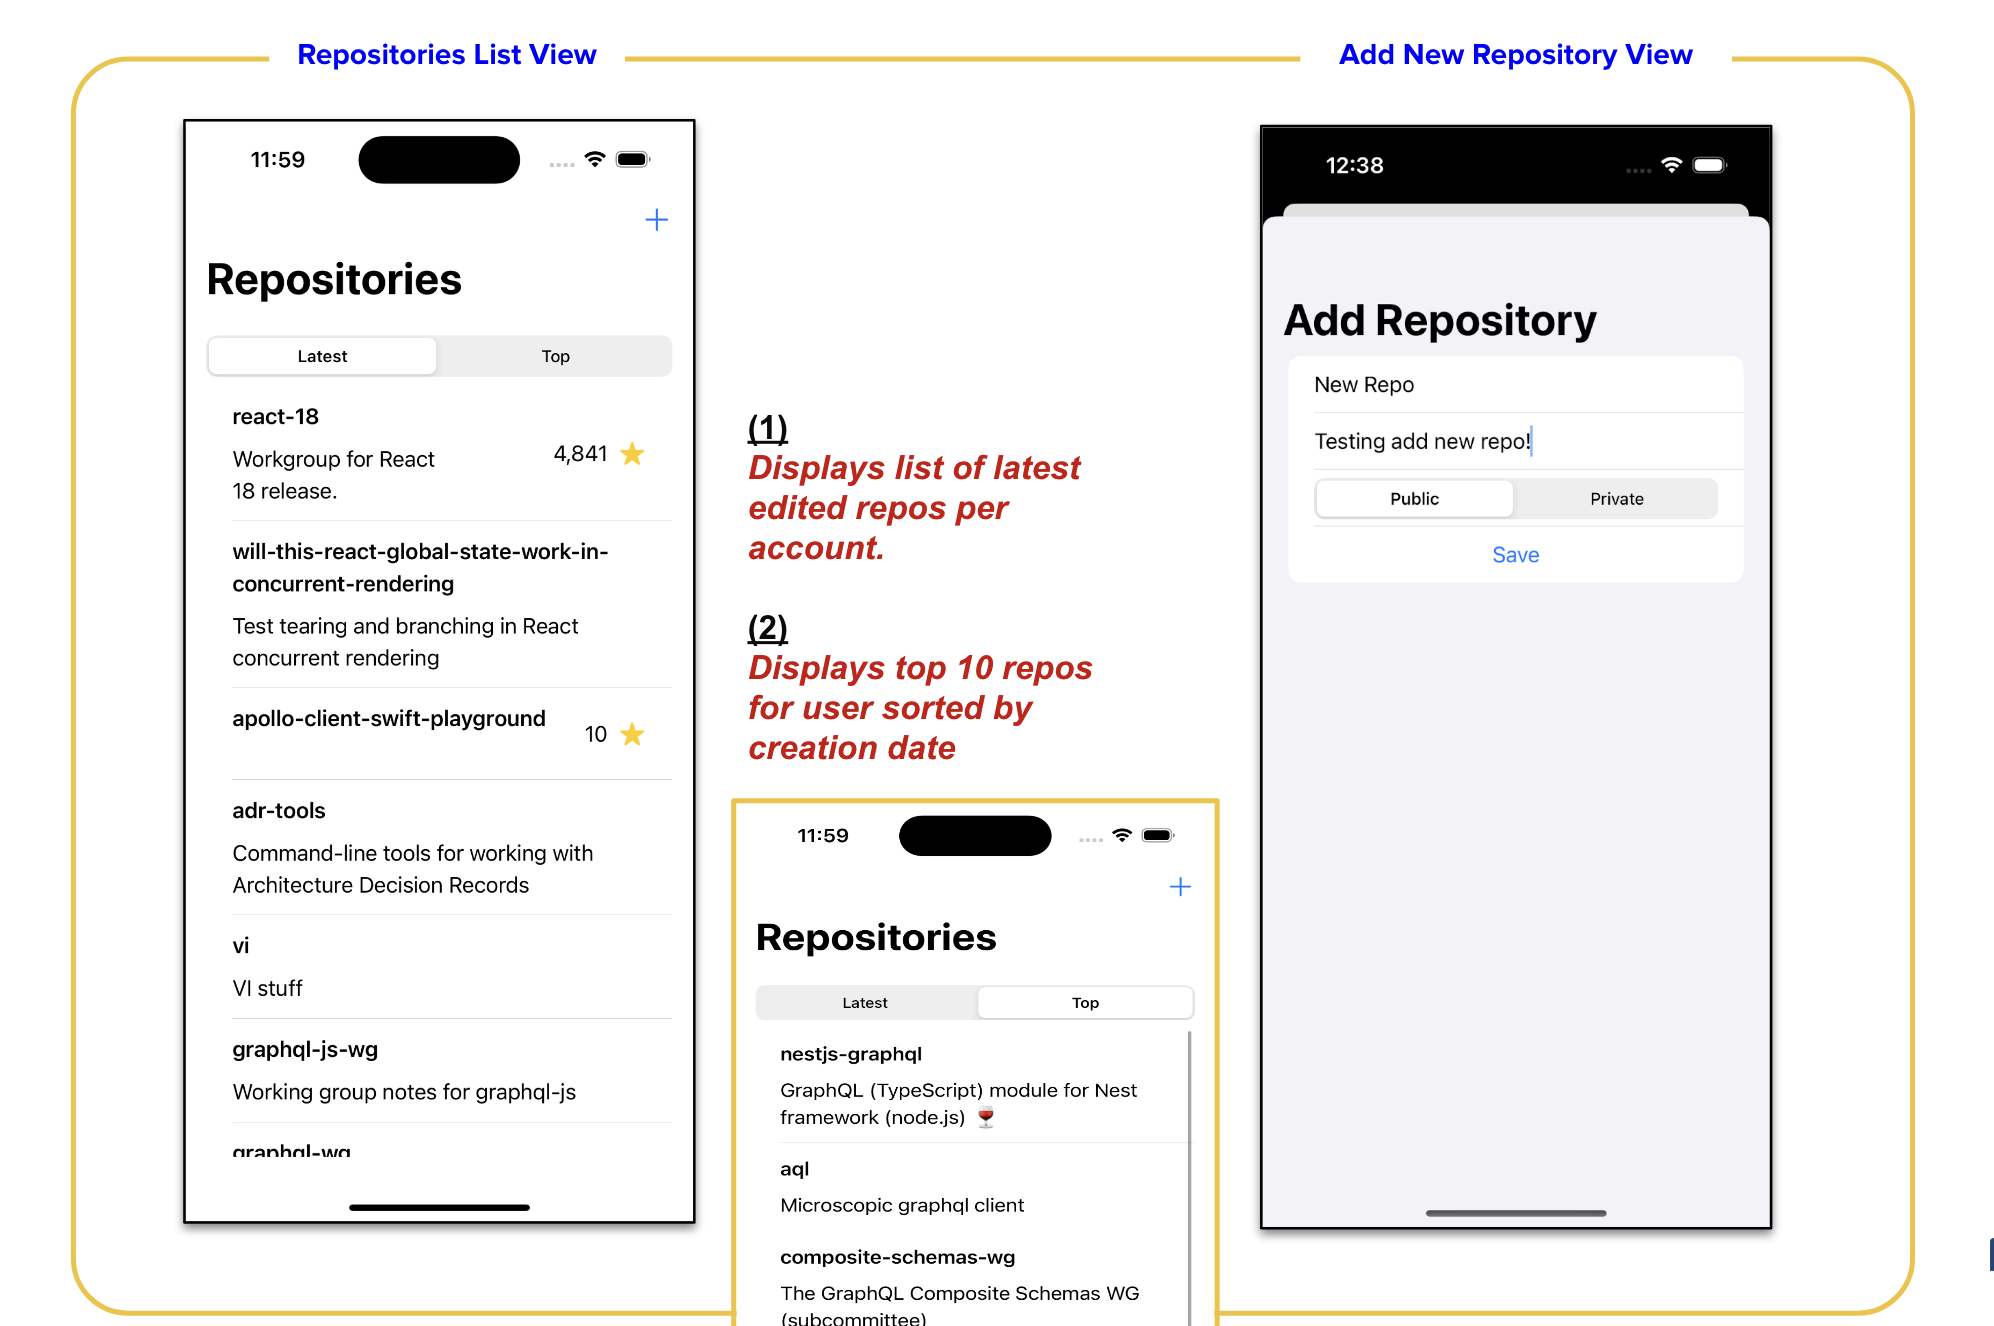 Repositories List View
Add New Repository View
11:59
Repositories
Latest
Top
react-18
Workgroup for React
18 release.
4,841
will-this-react-global-state-work-in-
concurrent-rendering
Test tearing and branching in React
concurrent rendering
apollo-client-swift-playground
10
adr-tools
Command-line tools for working with
Architecture Decision Records
vi
VI stuff
graphql-js-wg
Working group notes for graphql-js
graphql-wg
(1)
Displays list of latest
edited repos per
account.
(2)
Displays top 10 repos
for user sorted by
creation date
11:59
Repositories
Latest
Top
nestjs-graphql
GraphQL (TypeScript) module for Nest
framework (node.js)
aql
Microscopic graphql client
composite-schemas-wg
The GraphQL Composite Schemas WG
(subcommittee)
12:38
Add Repository
New Repo
Testing add new repo!
Public
Private
Save